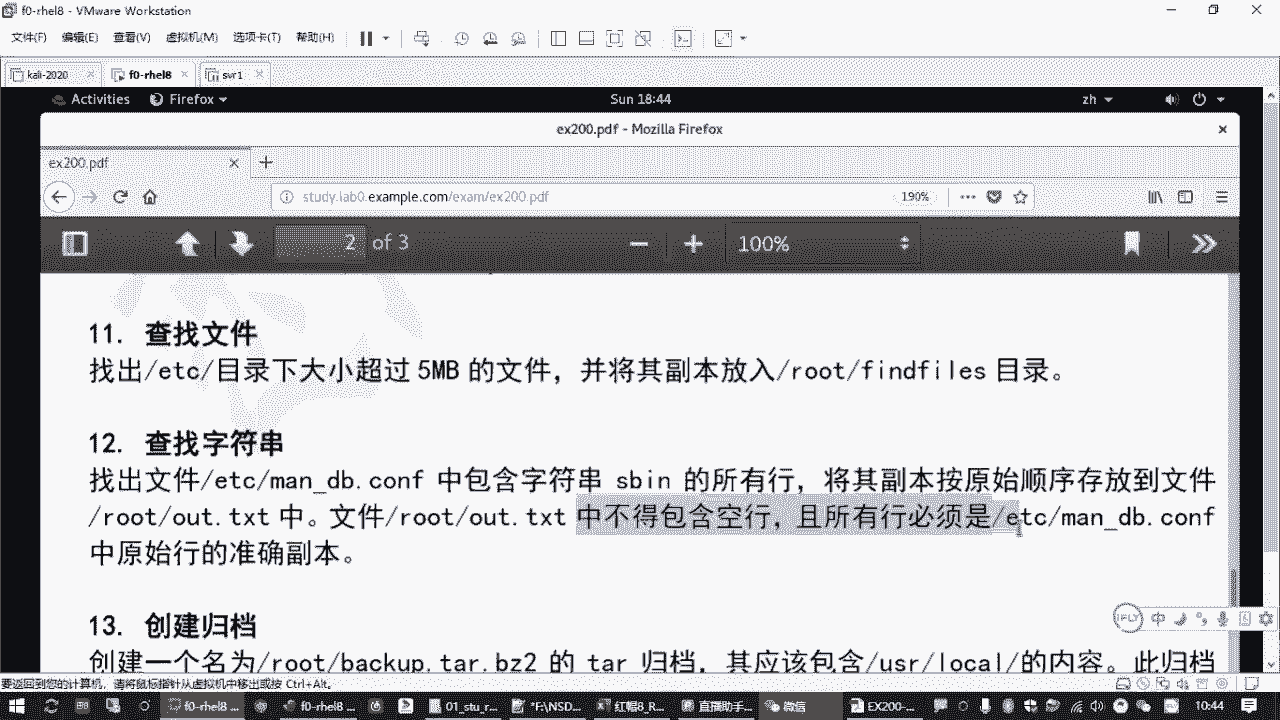 f0-rhel8 - VMware Workstation
文件(F) 编辑(E) 查看(V) 虚拟机(M) 选项卡(T) 帮助(H)
kali-2020 f0-rhel8 svr1
Activities Firefox Sun 18:44 zh
ex200.pdf - Mozilla Firefox
ex200.pdf
study.lab0.example.com/exam/ex200.pdf 190%
2 of 3 100%
11. 查找文件
找出/etc/目录下大小超过 5MB 的文件，并将其副本放入/root/findfiles 目录。
12. 查找字符串
找出文件/etc/man_db.conf 中包含字符串 sbin 的所有行，将其副本按原始顺序存放到文件
/root/out.txt 中。文件/root/out.txt 中不得包含空行，且所有行必须是/etc/man_db.conf
中原始行的准确副本。
13. 创建归档
创建一个名为/root/backup.tar.bz2 的 tar 归档，其应该包含/usr/local/的内容。此归档
iFLY 中
要返回到您的计算机，请将鼠标指针从虚拟机中移出或按 Ctrl+Alt。
f0-rhel8 ... f0-rhel8 ... 01_stu_r... *F:\NSD... 红帽8_R... 直播助手... 微信 EX200-... 10:44